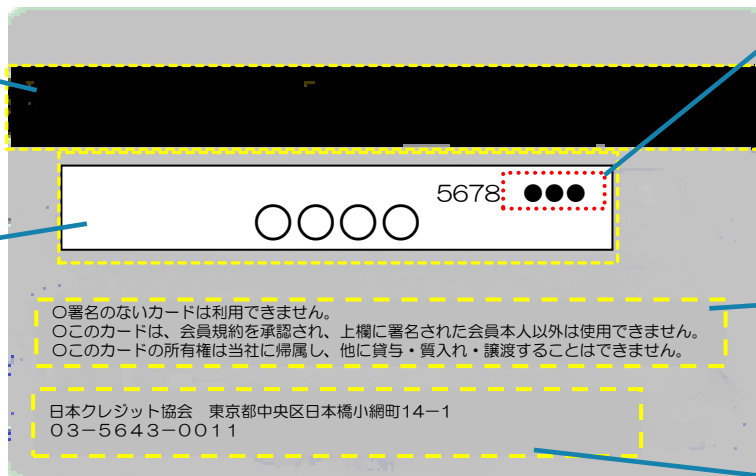 5678 ●●●
○○○○
○署名のないカードは利用できません。
○このカードは、会員規約を承認され、上欄に署名された会員本人以外は使用できません。
○このカードの所有権は当社に帰属し、他に貸与・質入れ・譲渡することはできません。
日本クレジット協会　東京都中央区日本橋小網町14－1
03－5643－0011